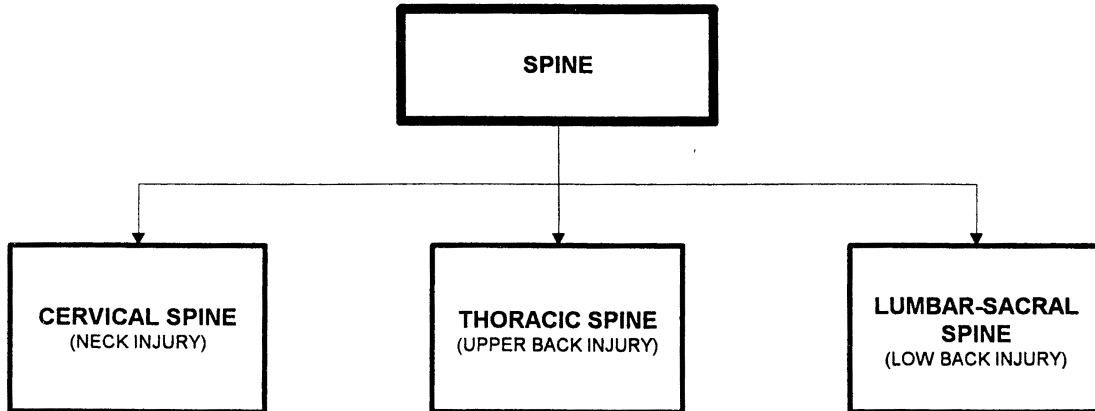 SPINE
CERVICAL SPINE
(NECK INJURY)
THORACIC SPINE
(UPPER BACK INJURY)
LUMBAR-SACRAL
SPINE
(LOW BACK INJURY)